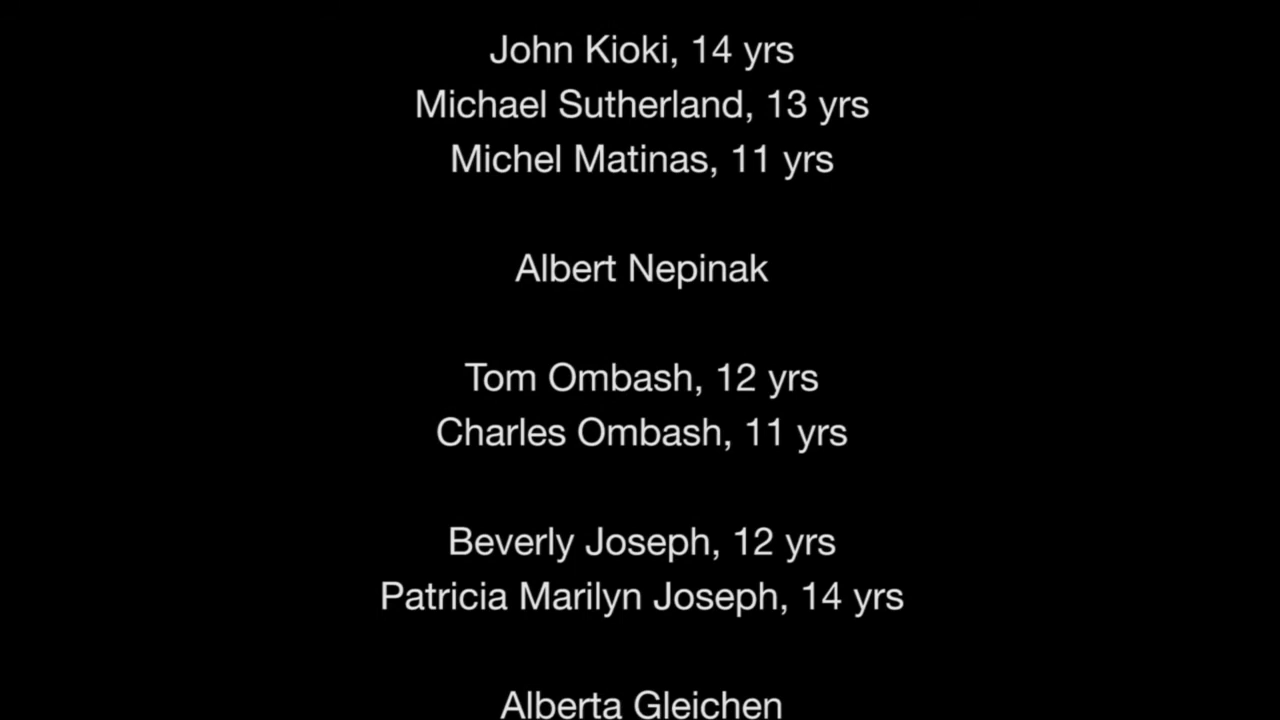 John Kioki, 14 yrs
Michael Sutherland, 13 yrs
Michel Matinas, 11 yrs
Albert Nepinak
Tom Ombash, 12 yrs
Charles Ombash, 11 yrs
Beverly Joseph, 12 yrs
Patricia Marilyn Joseph, 14 yrs
Alberta Gleichen